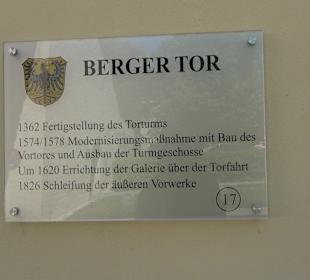 BERGER TOR
1362 Fertigstellung des Torturms
1574/1578 Modernisierungsmaßnahme mit Bau des
Vortores und Ausbau der Turmgeschosse
Um 1620 Errichtung der Galerie über der Torfahrt
1826 Schleifung der äußeren Vorwerke
17